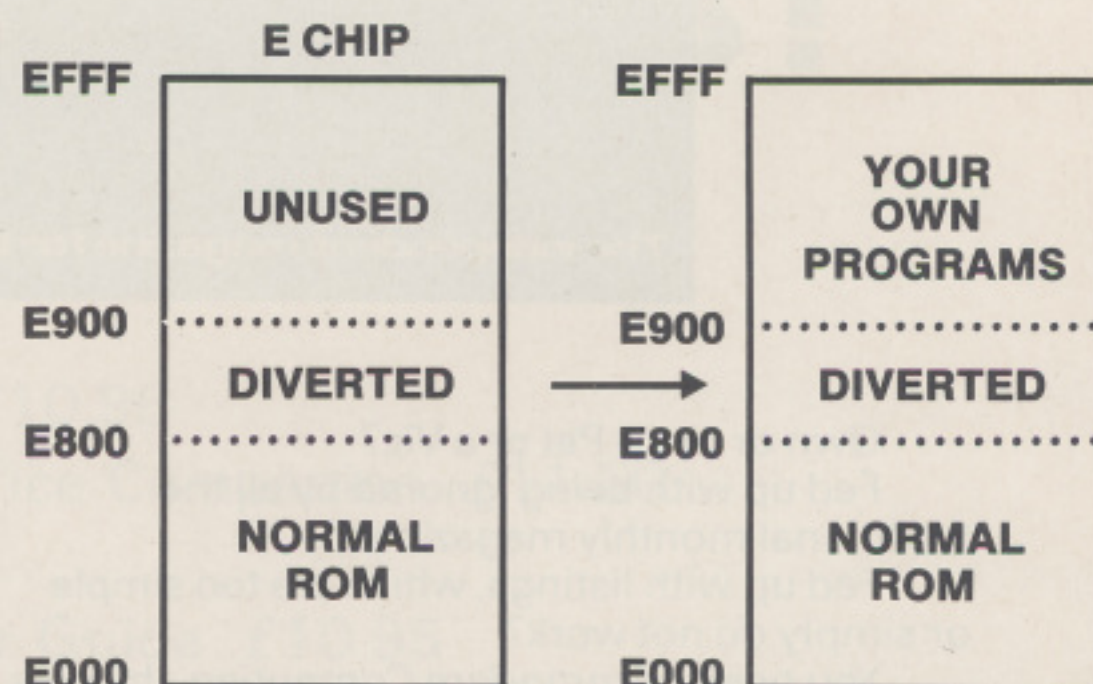 E CHIP
EFFF
UNUSED
E900
DIVERTED
E800
NORMAL
ROM
E000
EFFF
YOUR
OWN
PROGRAMS
E900
DIVERTED
E800
NORMAL
ROM
E000